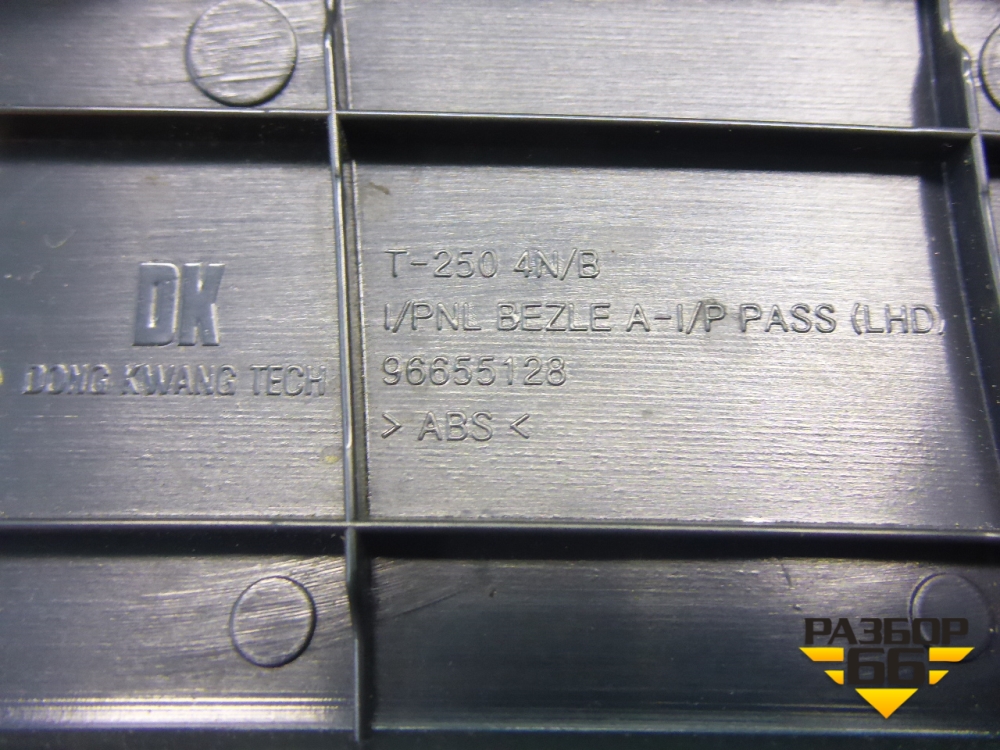 DK
DONG KWANG TECH
T-250 4N/B
I/PNL BEZLE A-I/P PASS (LHD)
96655128
> ABS <
РАЗБОР
66